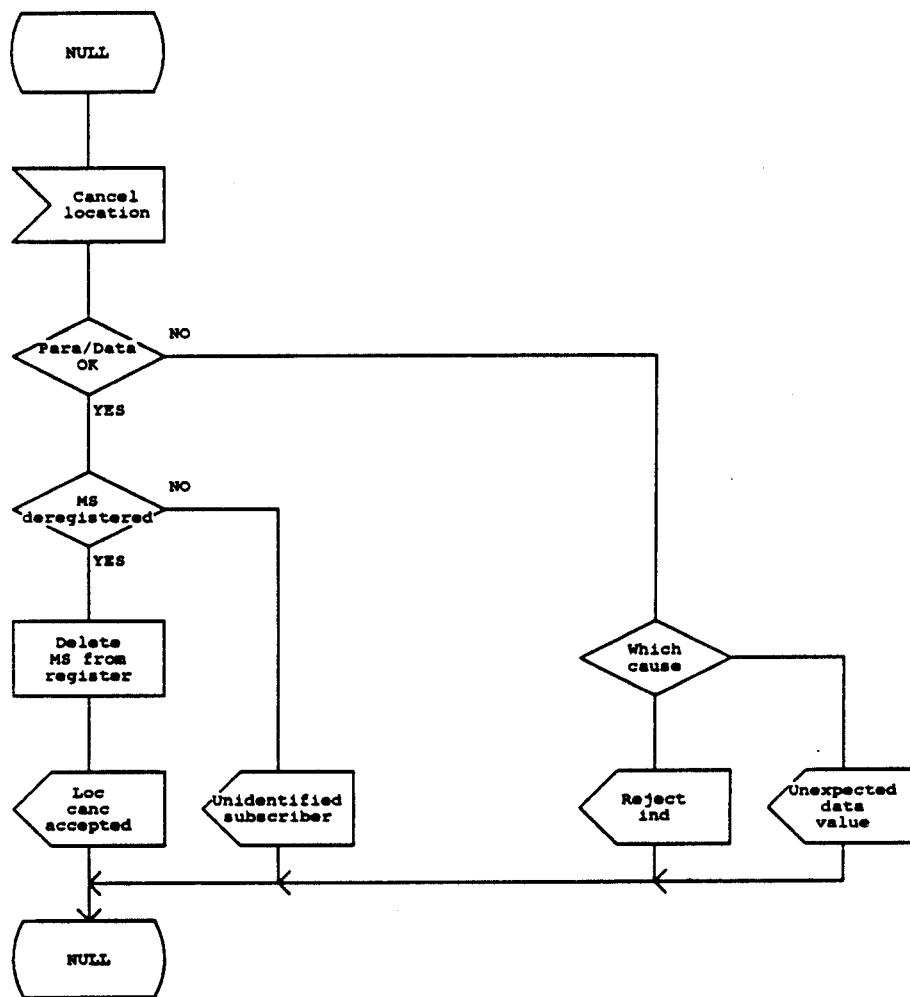 NULL
Cancel
location
Para/Data
OK
NO
YES
MS
deregistered
NO
YES
Delete
MS from
register
Which
cause
Loc
canc
accepted
Unidentified
subscriber
Reject
ind
Unexpected
data
value
NULL